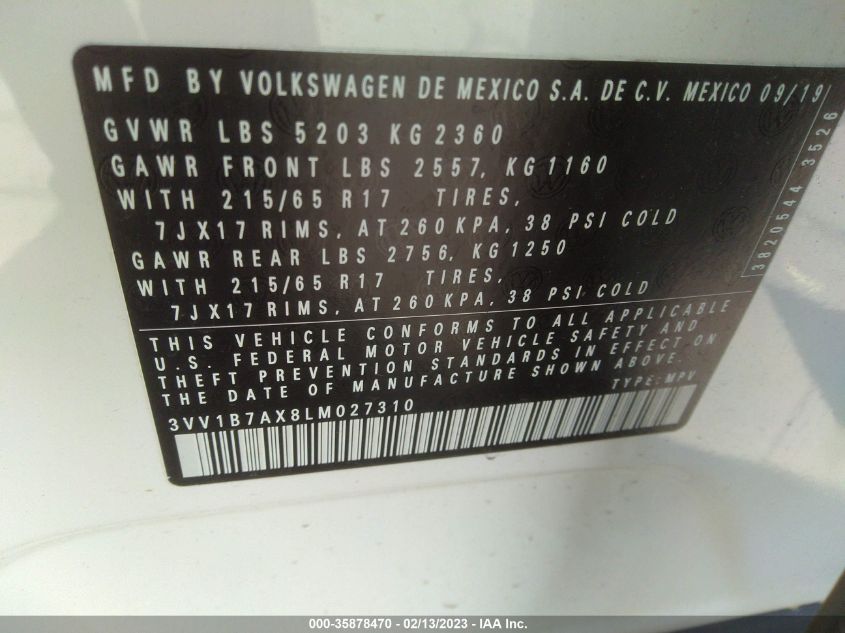 MFD BY VOLKSWAGEN DE MEXICO S.A. DE C.V. MEXICO 09/19
GVWR LBS 5203 KG 2360
GAWR FRONT LBS 2557, KG 1160
WITH 215/65 R17 TIRES,
7JX17 RIMS, AT 260 KPA, 38 PSI COLD
GAWR REAR LBS 2756, KG 1250
WITH 215/65 R17 TIRES,
7JX17 RIMS, AT 260 KPA, 38 PSI COLD
3820544 3526
THIS VEHICLE CONFORMS TO ALL APPLICABLE
U.S. FEDERAL MOTOR VEHICLE SAFETY AND
THEFT PREVENTION STANDARDS IN EFFECT ON
THE DATE OF MANUFACTURE SHOWN ABOVE.
TYPE: MPV
3VV1B7AX8LM027310
000-35878470 - 02/13/2023 - IAA Inc.